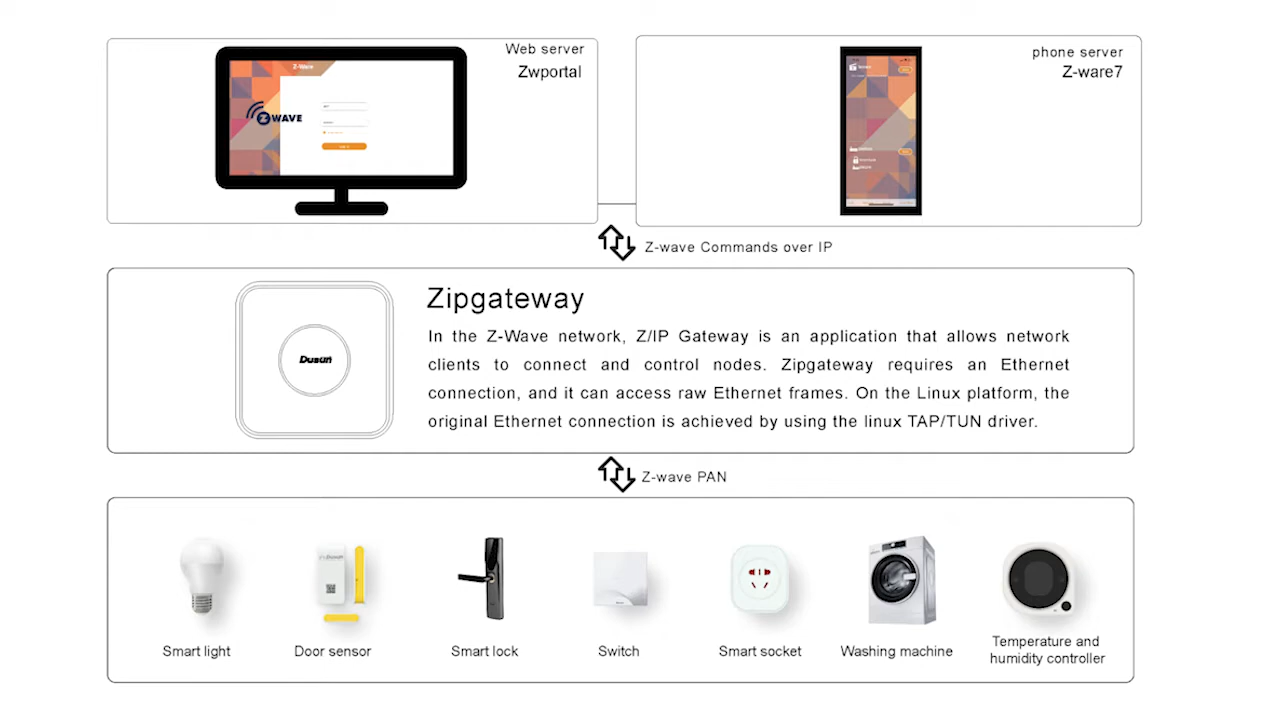 Web server
Zwportal
Z-Wave
Z WAVE
phone server
Z-ware7
Z-wave Commands over IP
Zipgateway
Dusun
In the Z-Wave network, Z/IP Gateway is an application that allows network
clients to connect and control nodes. Zipgateway requires an Ethernet
connection, and it can access raw Ethernet frames. On the Linux platform, the
original Ethernet connection is achieved by using the linux TAP/TUN driver.
Z-wave PAN
Smart light
Door sensor
Smart lock
Switch
Smart socket
Washing machine
Temperature and
humidity controller